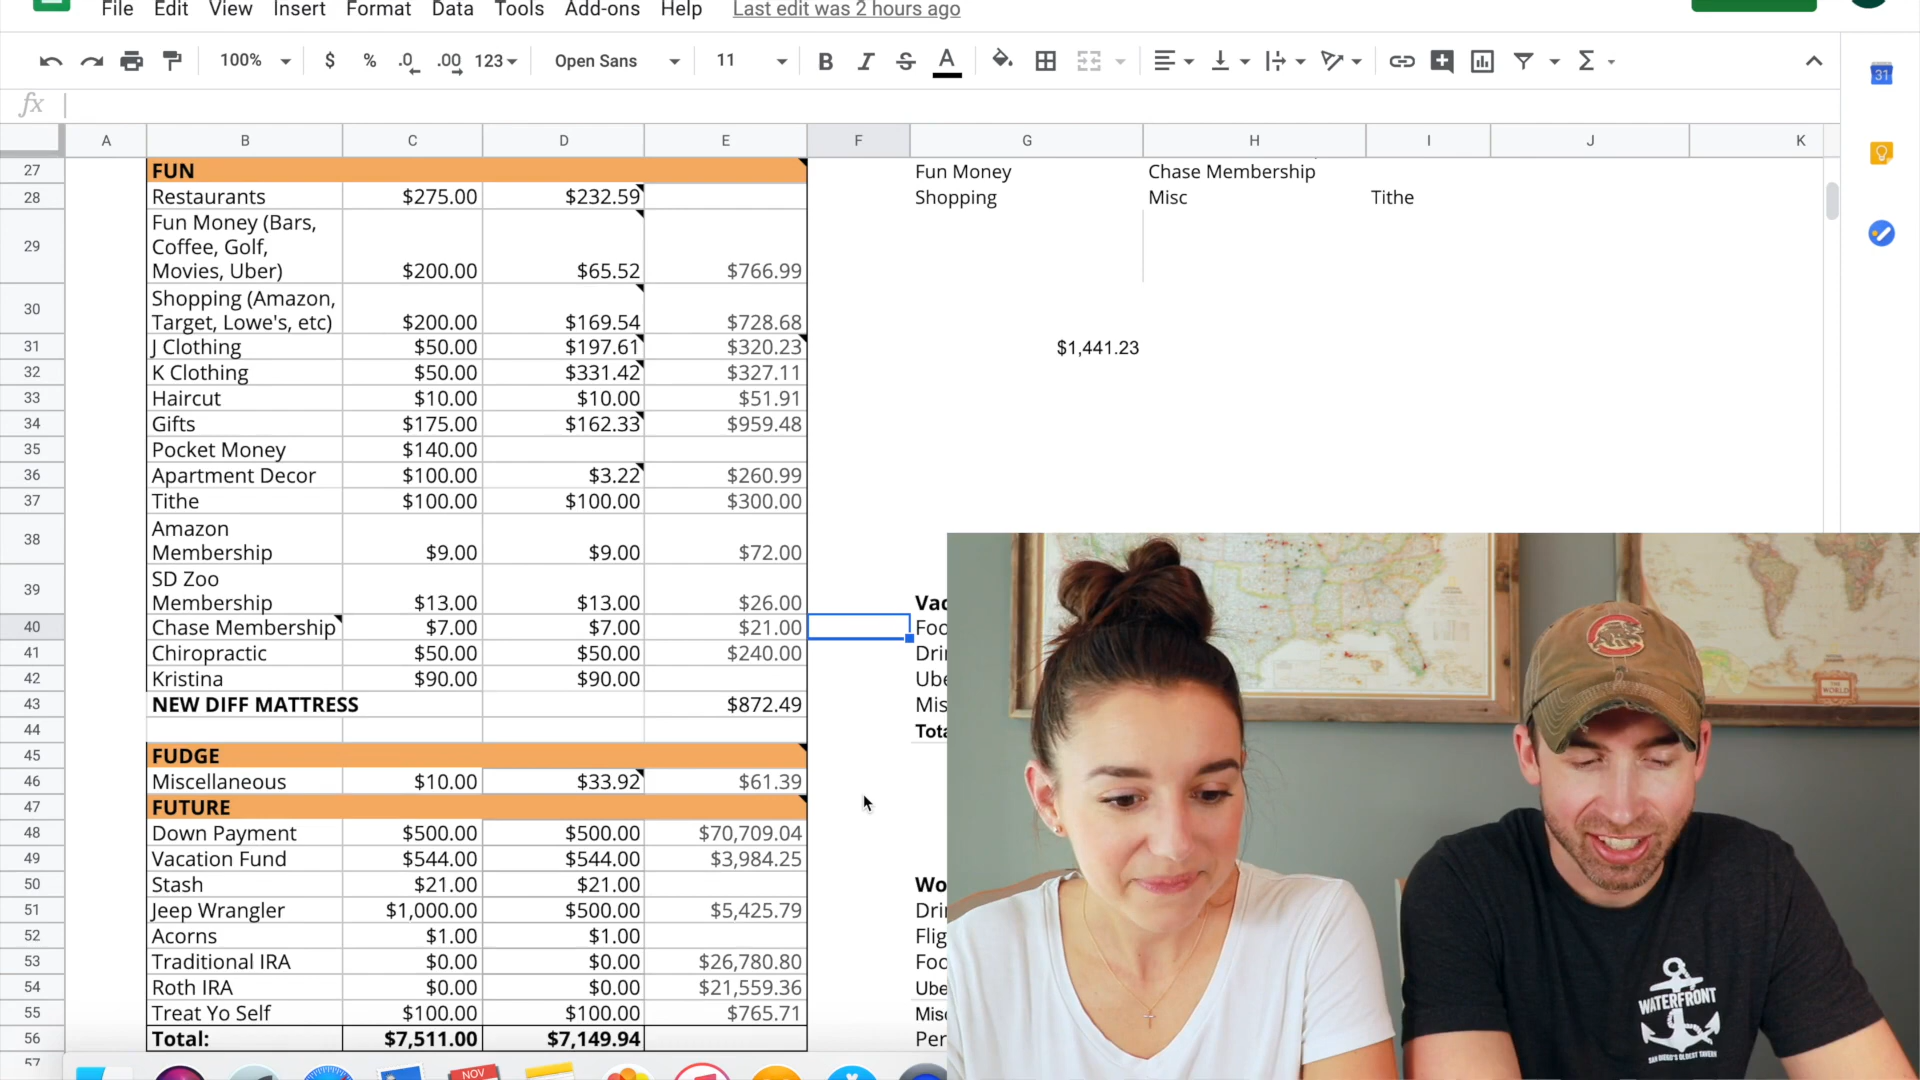 File Edit View Insert Format Data Tools Add-ons Help Last edit was 2 hours ago
100% $ % .0 .00 123 Open Sans 11 B I S A Σ 31
fx
A B C D E F G H I J K
27 FUN Fun Money Chase Membership
28 Restaurants $275.00 $232.59 Shopping Misc Tithe
Fun Money (Bars,
29 Coffee, Golf,
Movies, Uber) $200.00 $65.52 $766.99
30 Shopping (Amazon,
Target, Lowe's, etc) $200.00 $169.54 $728.68
31 J Clothing $50.00 $197.61 $320.23 $1,441.23
32 K Clothing $50.00 $331.42 $327.11
33 Haircut $10.00 $10.00 $51.91
34 Gifts $175.00 $162.33 $959.48
35 Pocket Money $140.00
36 Apartment Decor $100.00 $3.22 $260.99
37 Tithe $100.00 $100.00 $300.00
38 Amazon
Membership $9.00 $9.00 $72.00
39 SD Zoo
Membership $13.00 $13.00 $26.00
40 Chase Membership $7.00 $7.00 $21.00
41 Chiropractic $50.00 $50.00 $240.00
42 Kristina $90.00 $90.00
43 NEW DIFF MATTRESS $872.49
44
45 FUDGE
46 Miscellaneous $10.00 $33.92 $61.39
47 FUTURE
48 Down Payment $500.00 $500.00 $70,709.04
49 Vacation Fund $544.00 $544.00 $3,984.25
50 Stash $21.00 $21.00
51 Jeep Wrangler $1,000.00 $500.00 $5,425.79
52 Acorns $1.00 $1.00
53 Traditional IRA $0.00 $0.00 $26,780.80
54 Roth IRA $0.00 $0.00 $21,559.36
55 Treat Yo Self $100.00 $100.00 $765.71
56 Total: $7,511.00 $7,149.94
57
NOV
WATERFRONT
SAN DIEGO'S OLDEST TAVERN